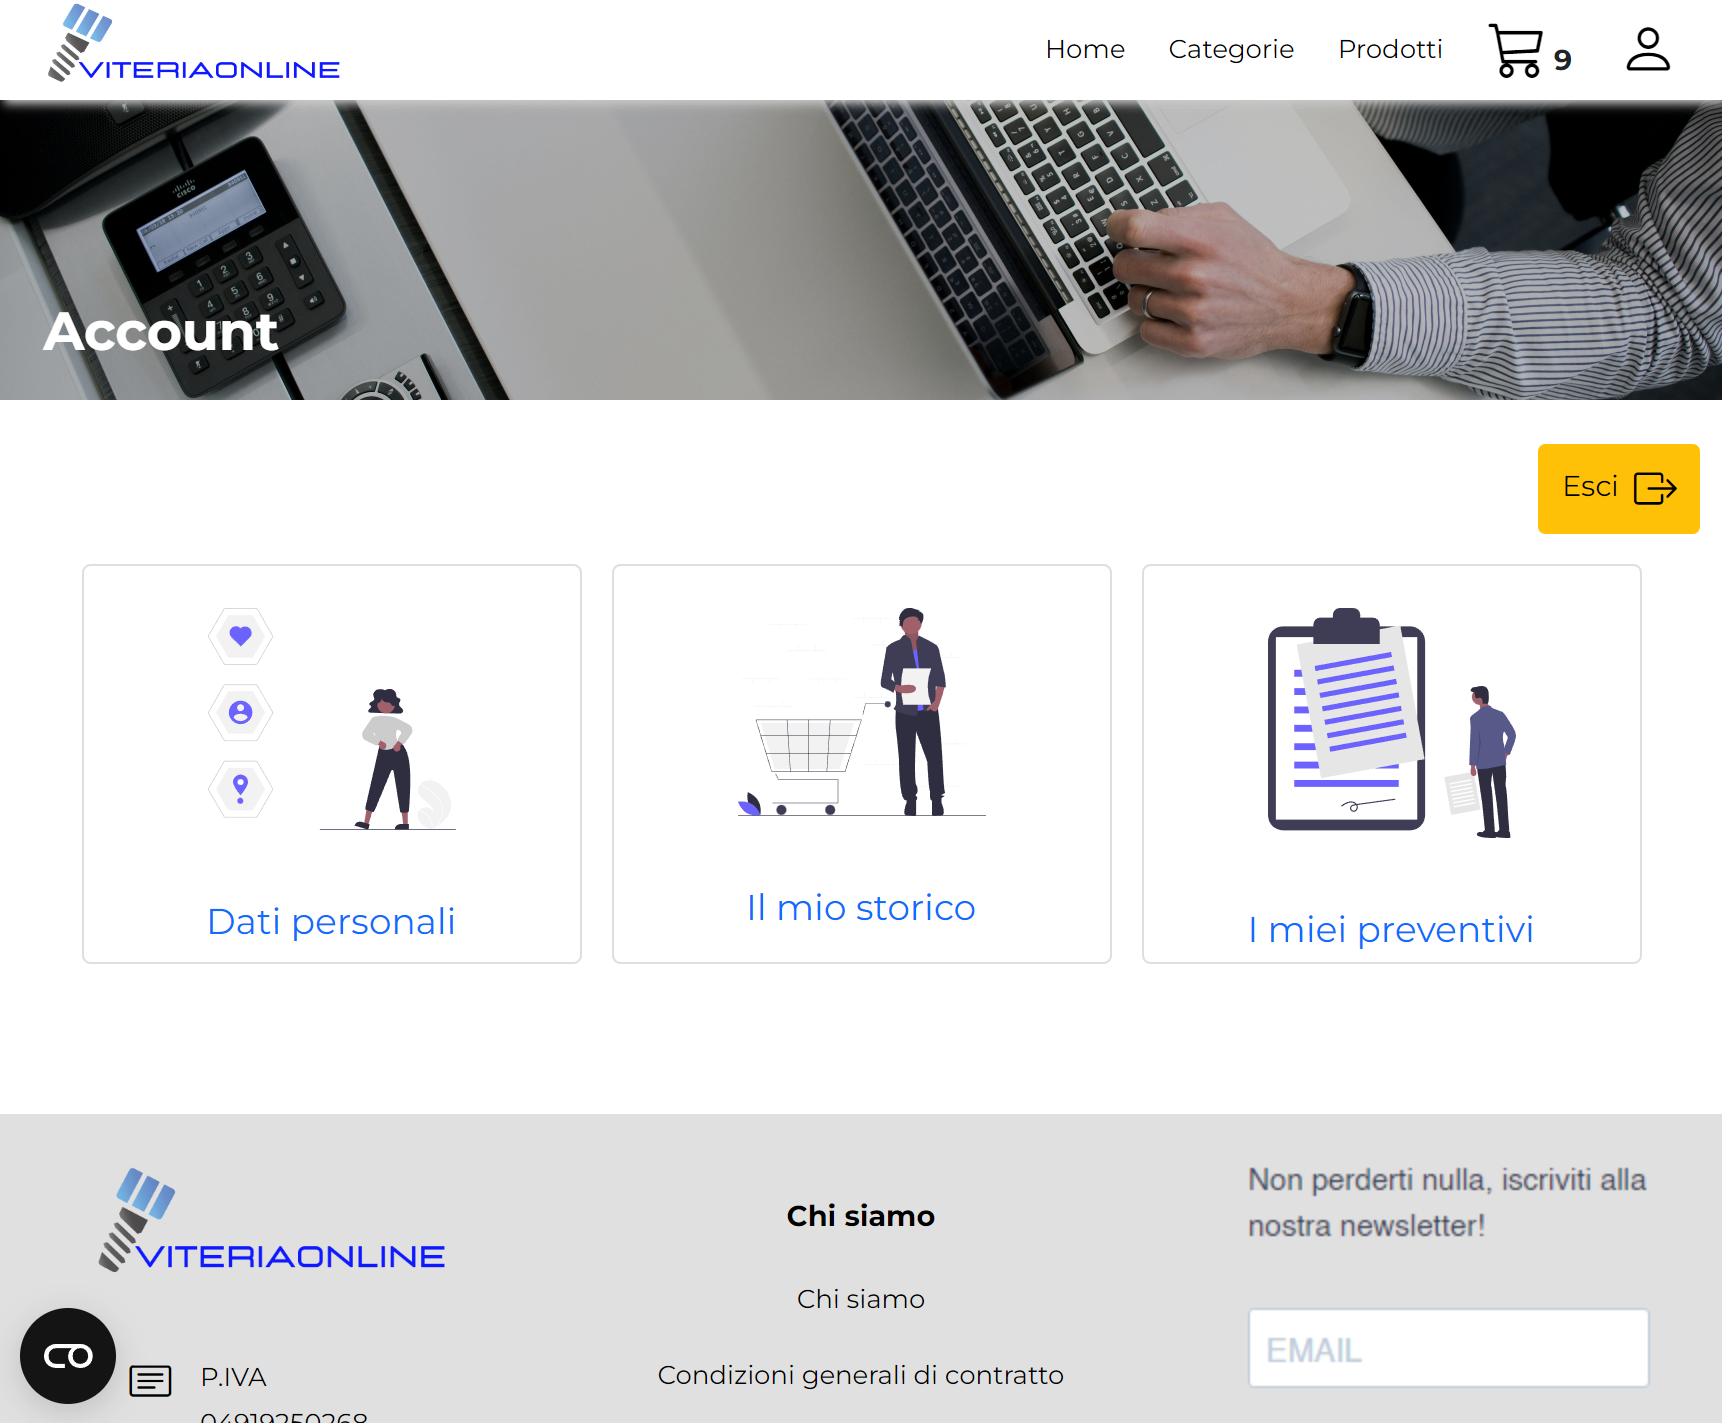 VITERIAONLINE
Home
Categorie
Prodotti
9
Account
Esci
Dati personali
Il mio storico
I miei preventivi
VITERIAONLINE
P.IVA
04919250268
Chi siamo
Chi siamo
Condizioni generali di contratto
Non perderti nulla, iscriviti alla
nostra newsletter!
EMAIL